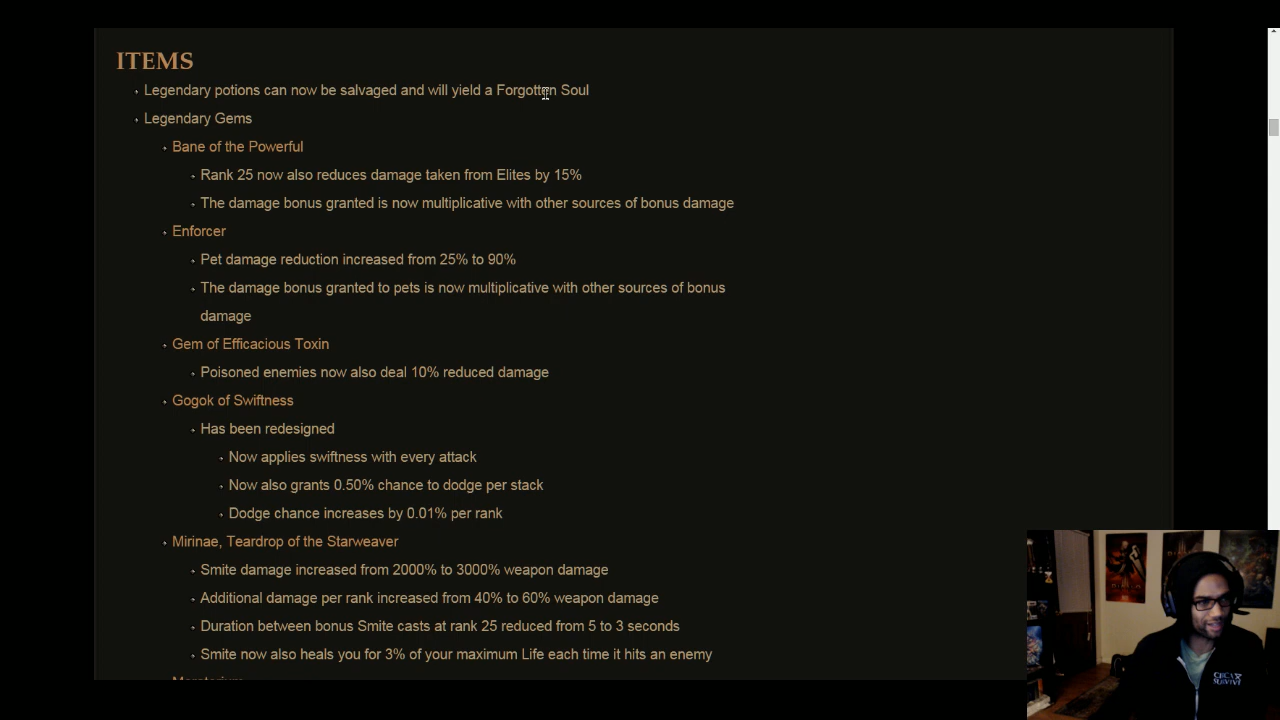 ITEMS
Legendary potions can now be salvaged and will yield a Forgotten Soul
Legendary Gems
Bane of the Powerful
Rank 25 now also reduces damage taken from Elites by 15%
The damage bonus granted is now multiplicative with other sources of bonus damage
Enforcer
Pet damage reduction increased from 25% to 90%
The damage bonus granted to pets is now multiplicative with other sources of bonus
damage
Gem of Efficacious Toxin
Poisoned enemies now also deal 10% reduced damage
Gogok of Swiftness
Has been redesigned
Now applies swiftness with every attack
Now also grants 0.50% chance to dodge per stack
Dodge chance increases by 0.01% per rank
Mirinae, Teardrop of the Starweaver
Smite damage increased from 2000% to 3000% weapon damage
Additional damage per rank increased from 40% to 60% weapon damage
Duration between bonus Smite casts at rank 25 reduced from 5 to 3 seconds
Smite now also heals you for 3% of your maximum Life each time it hits an enemy